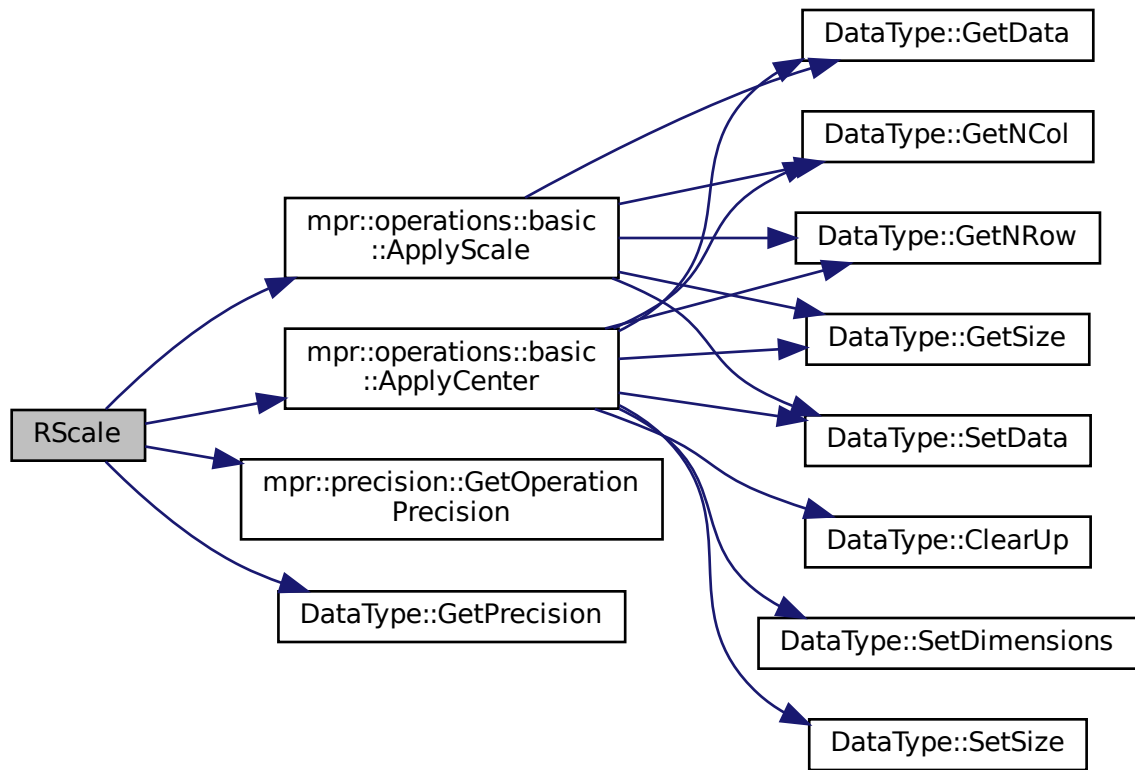 RScale
mpr::operations::basic
::ApplyScale
mpr::operations::basic
::ApplyCenter
mpr::precision::GetOperation
Precision
DataType::GetPrecision
DataType::GetData
DataType::GetNCol
DataType::GetNRow
DataType::GetSize
DataType::SetData
DataType::ClearUp
DataType::SetDimensions
DataType::SetSize